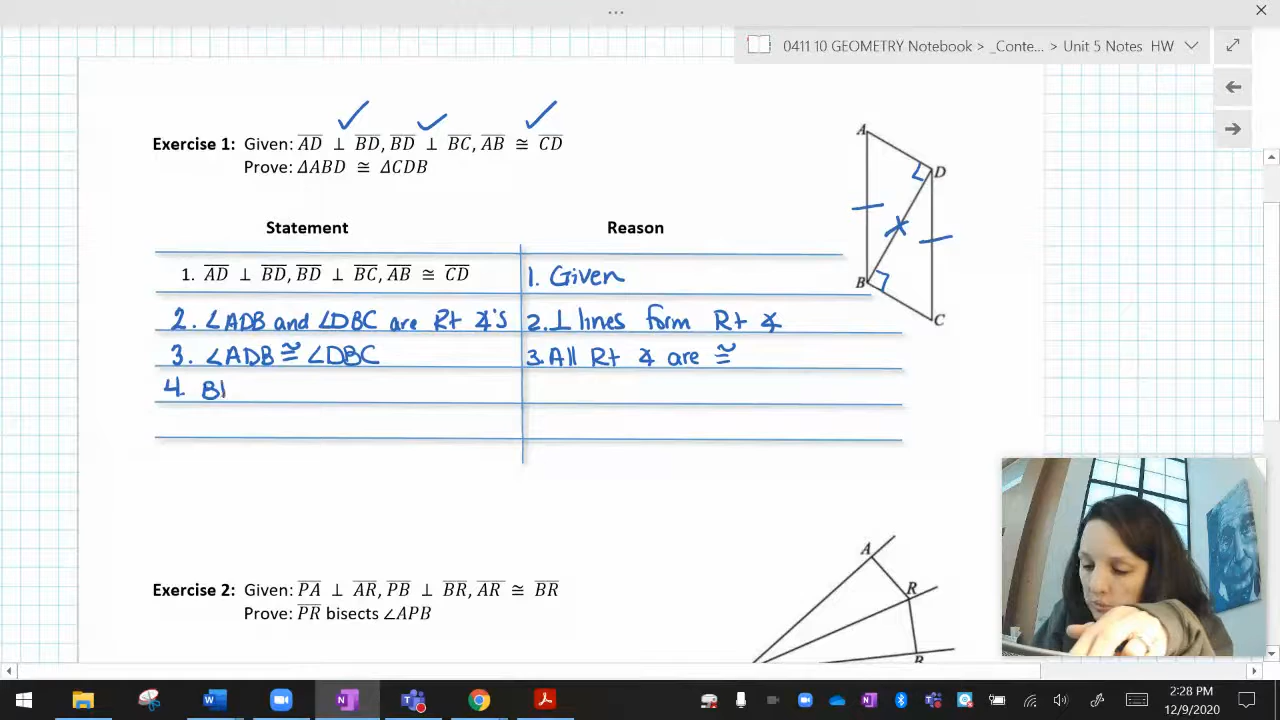 0411 10 GEOMETRY Notebook > _Conte... > Unit 5 Notes HW
Exercise 1: Given: AD ⊥ BD, BD ⊥ BC, AB ≅ CD
Prove: ΔABD ≅ ΔCDB
A
D
B
C
Statement Reason
1. AD ⊥ BD, BD ⊥ BC, AB ≅ CD 1. Given
2. ∠ADB and ∠DBC are Rt ∡'s 2. ⊥ lines form Rt ∡
3. ∠ADB ≅ ∠DBC 3. All Rt ∡ are ≅
4. BI
Exercise 2: Given: PA ⊥ AR, PB ⊥ BR, AR ≅ BR
Prove: PR bisects ∠APB
A
R
B
2:28 PM
12/9/2020